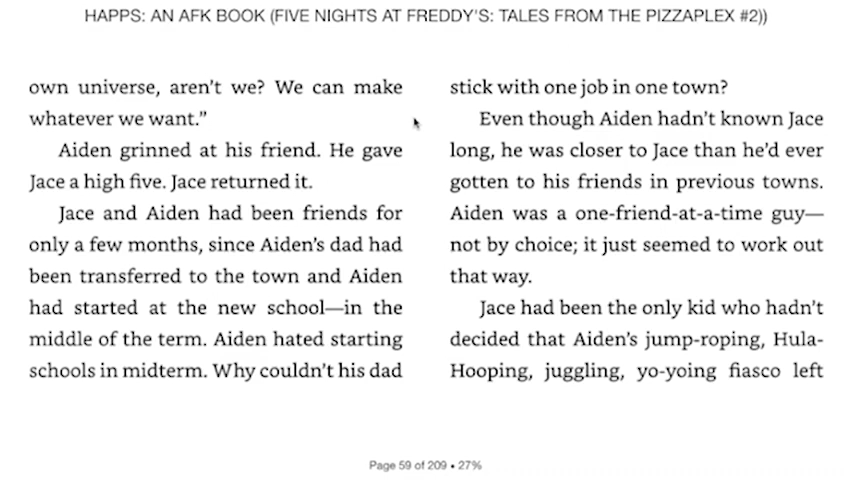 HAPPS: AN AFK BOOK (FIVE NIGHTS AT FREDDY'S: TALES FROM THE PIZZAPLEX #2))
own universe, aren't we? We can make
whatever we want.”
Aiden grinned at his friend. He gave
Jace a high five. Jace returned it.
Jace and Aiden had been friends for
only a few months, since Aiden's dad had
been transferred to the town and Aiden
had started at the new school—in the
middle of the term. Aiden hated starting
schools in midterm. Why couldn't his dad
stick with one job in one town?
Even though Aiden hadn't known Jace
long, he was closer to Jace than he'd ever
gotten to his friends in previous towns.
Aiden was a one-friend-at-a-time guy—
not by choice; it just seemed to work out
that way.
Jace had been the only kid who hadn't
decided that Aiden's jump-roping, Hula-
Hooping, juggling, yo-yoing fiasco left
Page 59 of 209 • 27%